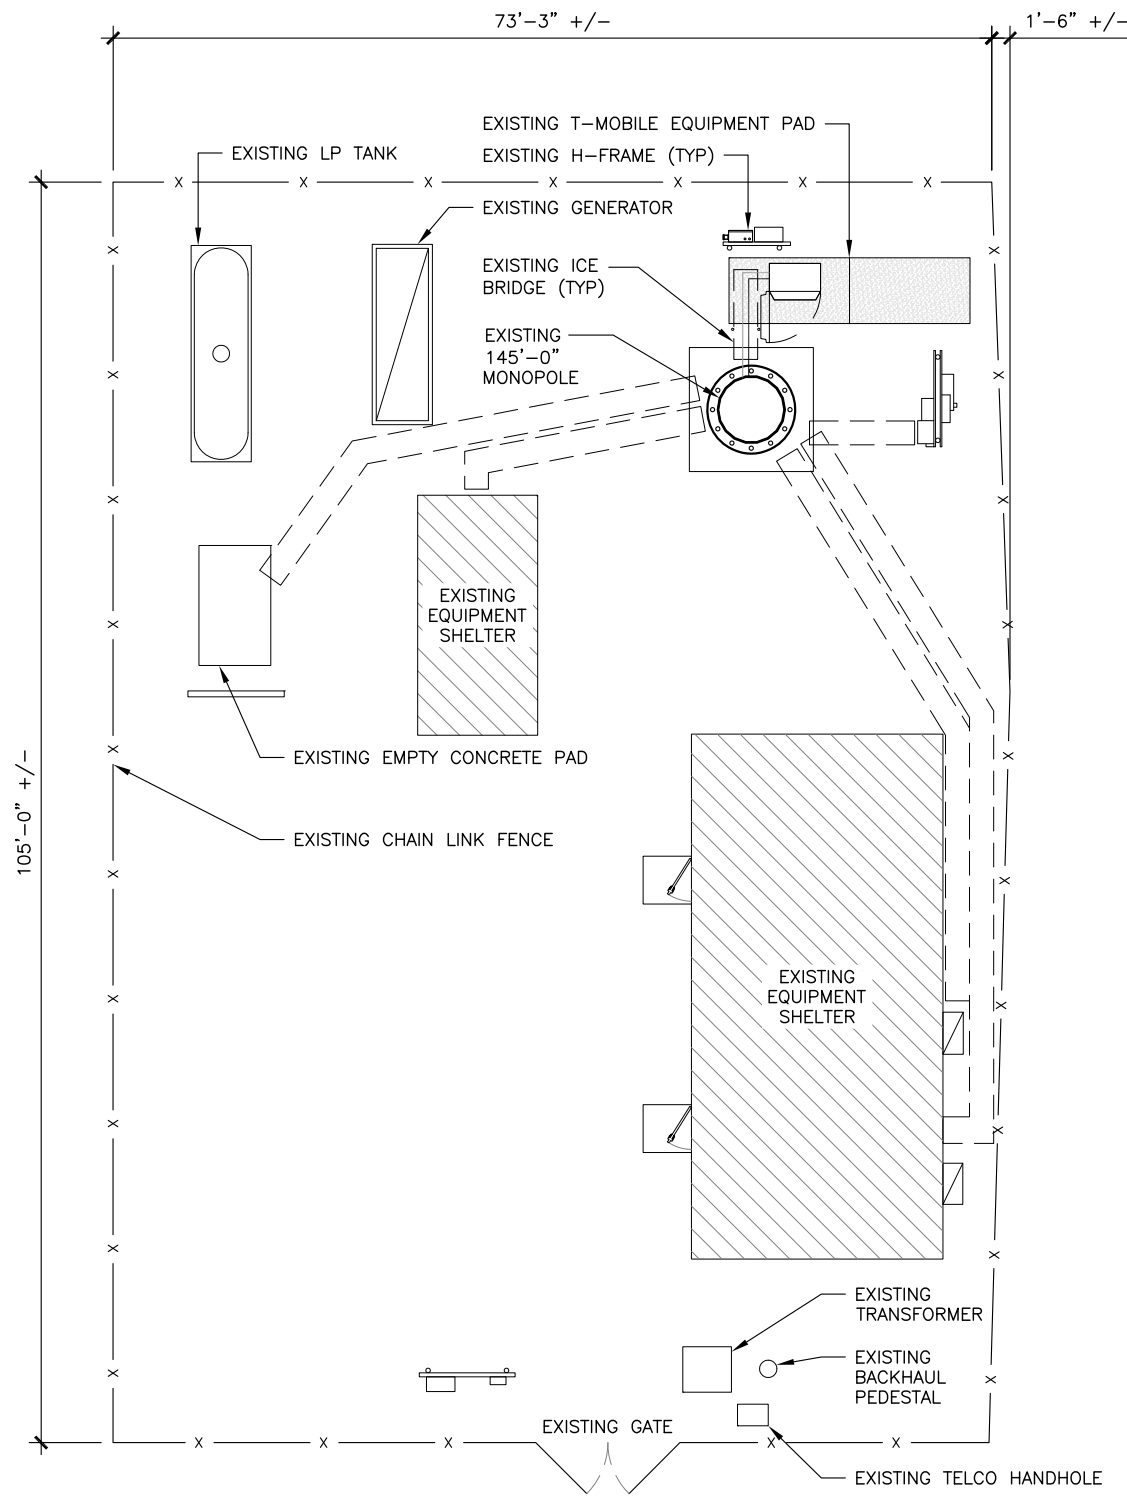 73'-3" +/-
1'-6" +/-
EXISTING T-MOBILE EQUIPMENT PAD
EXISTING LP TANK
EXISTING H-FRAME (TYP)
EXISTING GENERATOR
EXISTING ICE
BRIDGE (TYP)
EXISTING
145'-0"
MONOPOLE
EXISTING
EQUIPMENT
SHELTER
EXISTING EMPTY CONCRETE PAD
105'-0" +/-
EXISTING CHAIN LINK FENCE
EXISTING
EQUIPMENT
SHELTER
EXISTING
TRANSFORMER
EXISTING
BACKHAUL
PEDESTAL
EXISTING GATE
EXISTING TELCO HANDHOLE